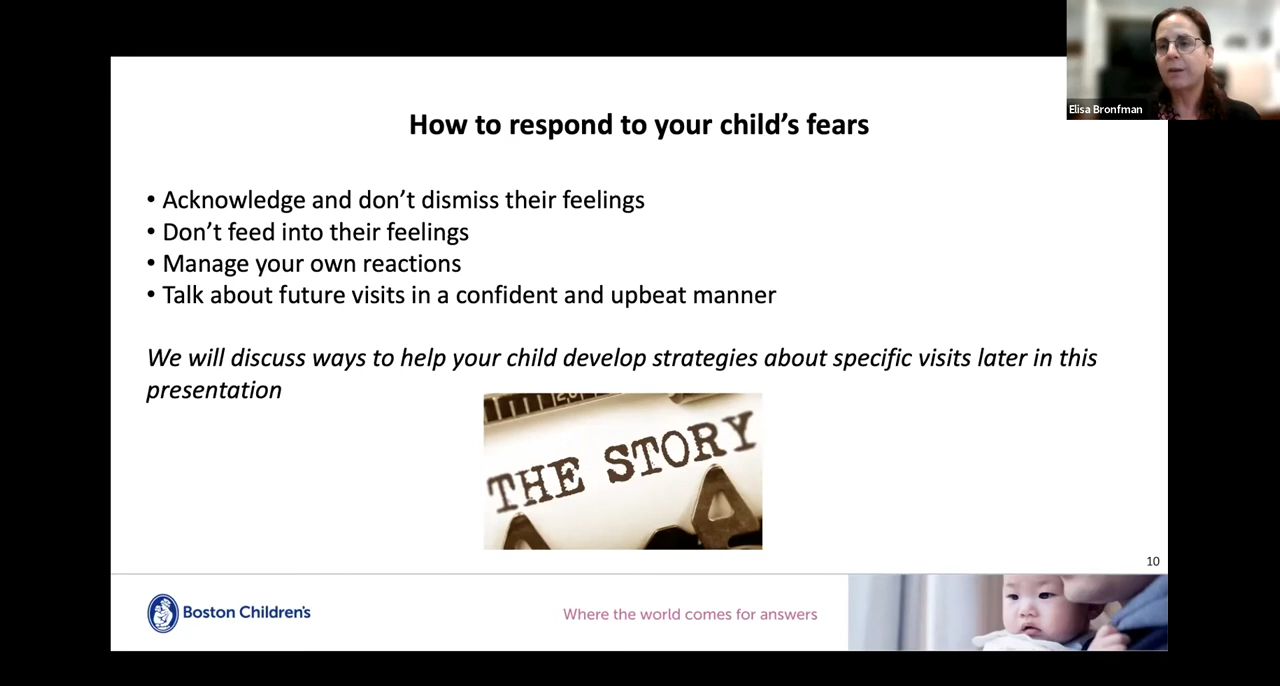 Elisa Bronfman
How to respond to your child’s fears
• Acknowledge and don’t dismiss their feelings
• Don’t feed into their feelings
• Manage your own reactions
• Talk about future visits in a confident and upbeat manner
We will discuss ways to help your child develop strategies about specific visits later in this
presentation
THE STORY
10
Boston Children's
Where the world comes for answers